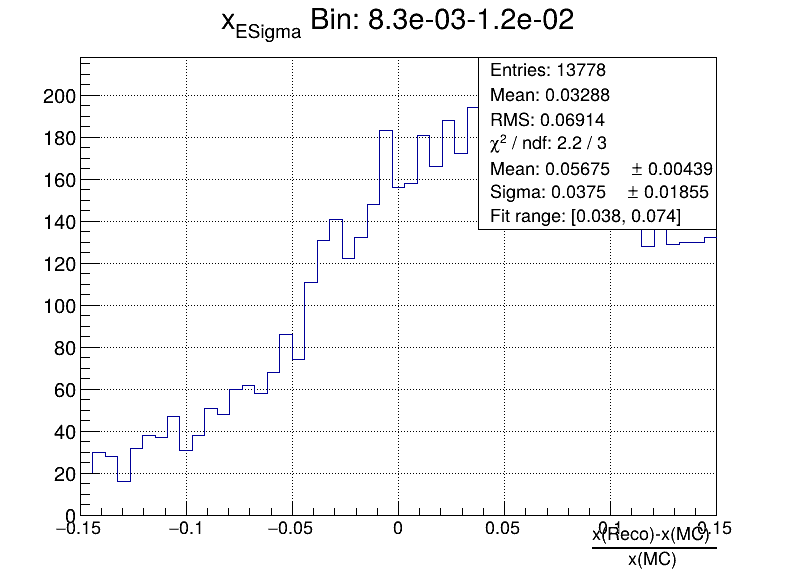 xESigma Bin: 8.3e-03-1.2e-02
Entries: 13778
Mean: 0.03288
RMS: 0.06914
χ2 / ndf: 2.2 / 3
Mean: 0.05675 ± 0.00439
Sigma: 0.0375 ± 0.01855
Fit range: [0.038, 0.074]
200
180
160
140
120
100
80
60
40
20
0
−0.15 −0.1 −0.05 0 0.05 0.1 0.15
x(Reco)-x(MC)
x(MC)